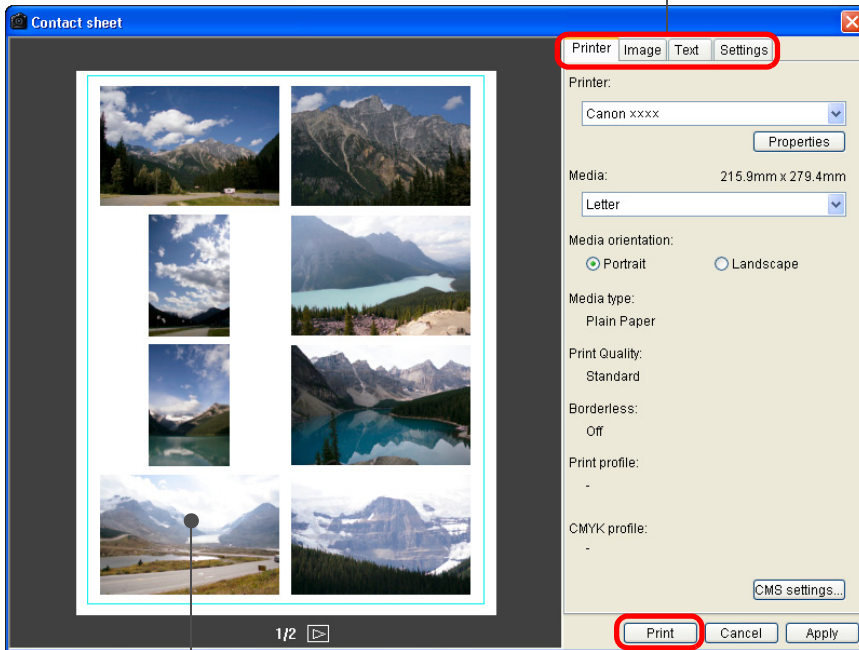 Contact sheet
Printer Image Text Settings
Printer:
Canon xxxx
Properties
Media: 215.9mm x 279.4mm
Letter
Media orientation:
Portrait Landscape
Media type:
Plain Paper
Print Quality:
Standard
Borderless:
Off
Print profile:
-
CMYK profile:
-
CMS settings...
1/2
Print Cancel Apply